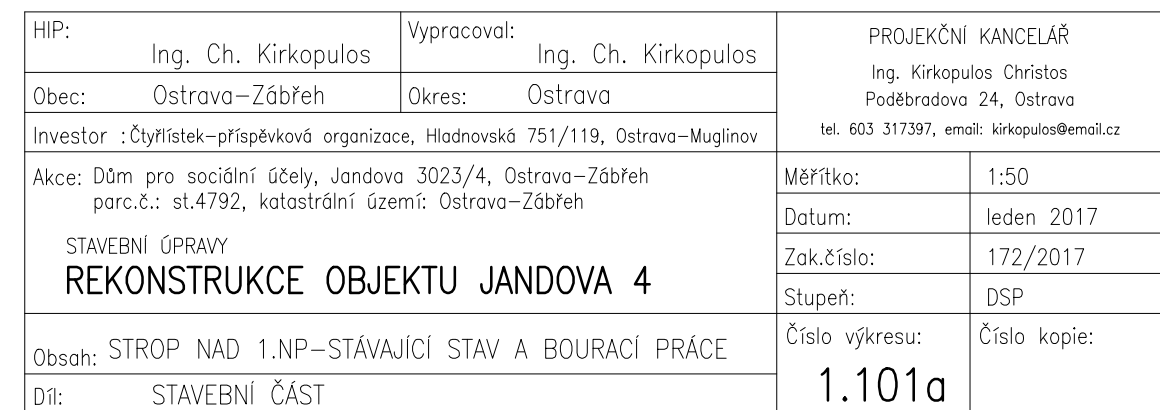 HIP: Ing. Ch. Kirkopulos
Vypracoval: Ing. Ch. Kirkopulos
Obec: Ostrava–Zábřeh
Okres: Ostrava
Investor : Čtyřlístek–příspěvková organizace, Hladnovská 751/119, Ostrava–Muglinov
PROJEKČNÍ KANCELÁŘ
Ing. Kirkopulos Christos
Poděbradova 24, Ostrava
tel. 603 317397, email: kirkopulos@email.cz
Akce: Dům pro sociální účely, Jandova 3023/4, Ostrava–Zábřeh
parc.č.: st.4792, katastrální území: Ostrava–Zábřeh
STAVEBNÍ ÚPRAVY
REKONSTRUKCE OBJEKTU JANDOVA 4
Měřítko: 1:50
Datum: leden 2017
Zak.číslo: 172/2017
Stupeň: DSP
Obsah: STROP NAD 1.NP–STÁVAJÍCÍ STAV A BOURACÍ PRÁCE
Díl: STAVEBNÍ ČÁST
Číslo výkresu:
1.101a
Číslo kopie: